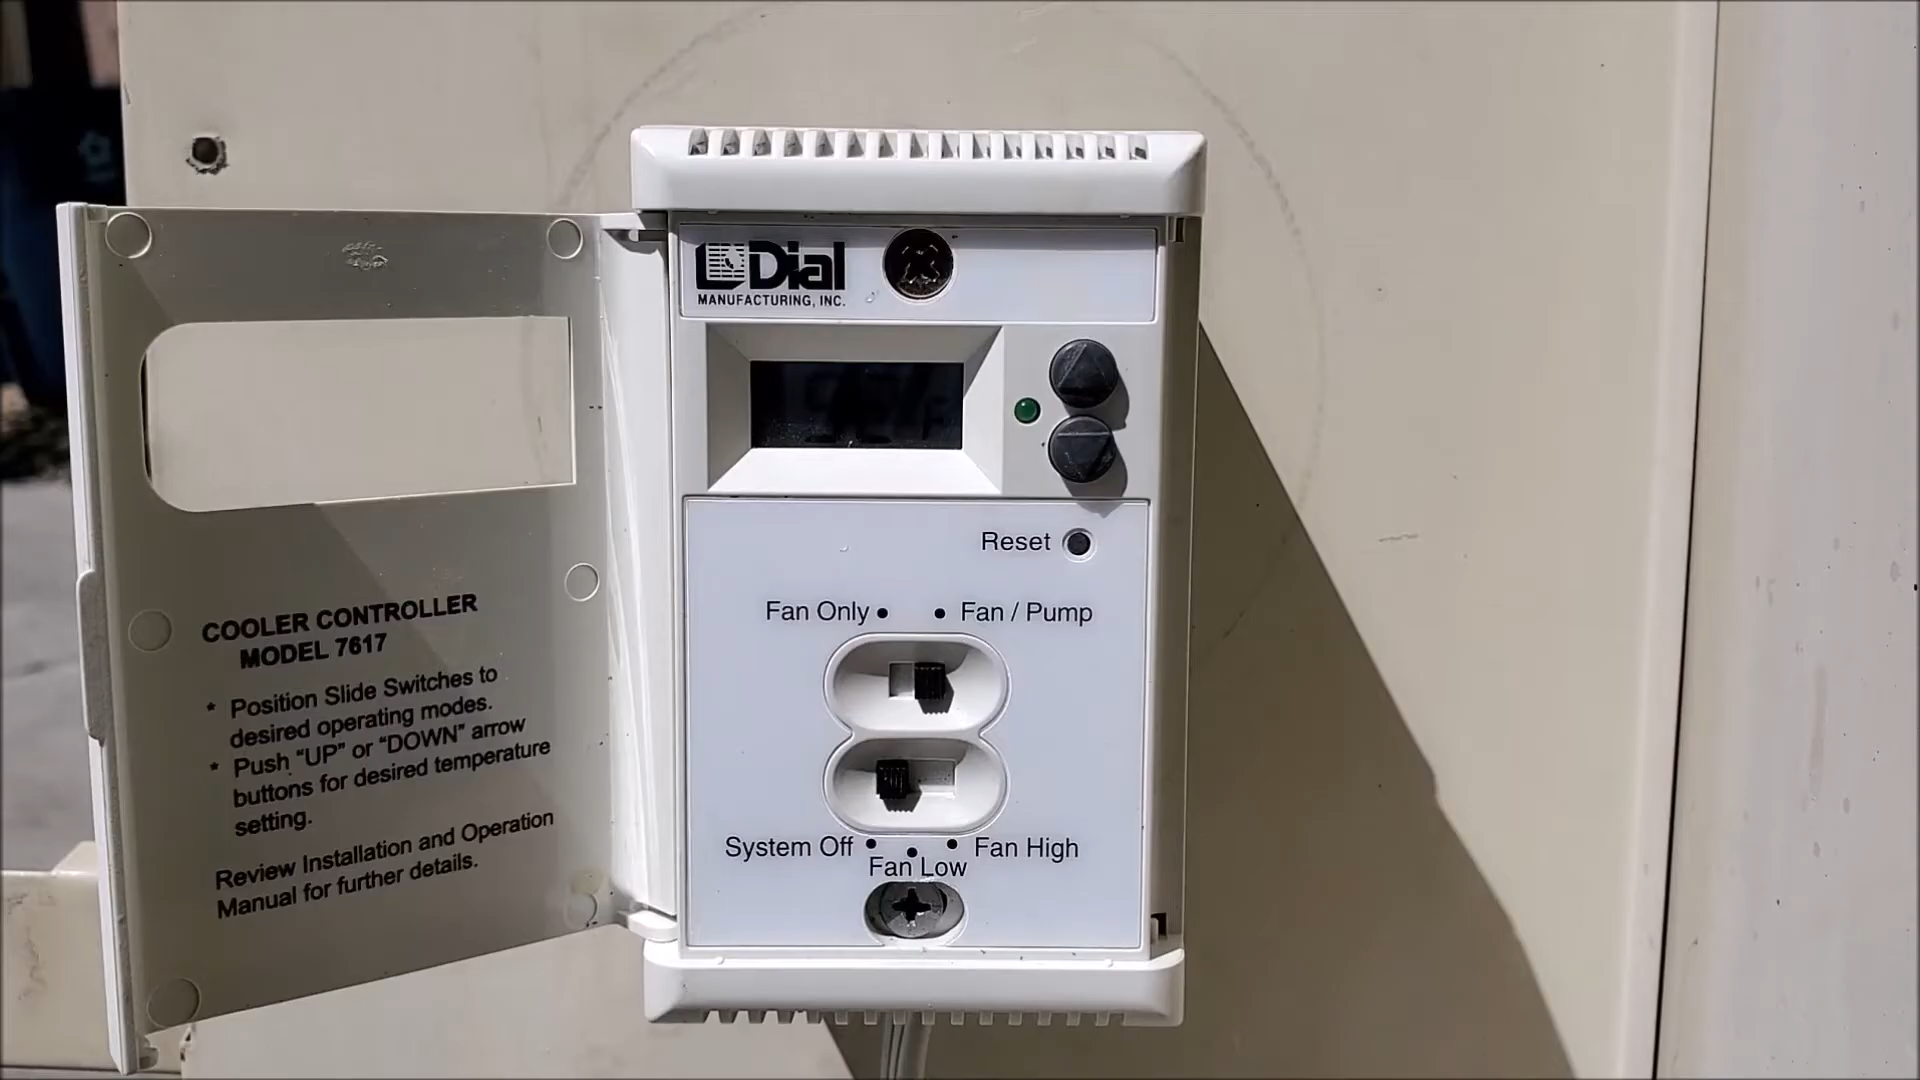 COOLER CONTROLLER
MODEL 7617
* Position Slide Switches to
desired operating modes.
* Push “UP” or “DOWN” arrow
buttons for desired temperature
setting.
Review Installation and Operation
Manual for further details.
Dial
MANUFACTURING, INC.
Reset
Fan Only • • Fan / Pump
System Off • • Fan High
• Fan Low